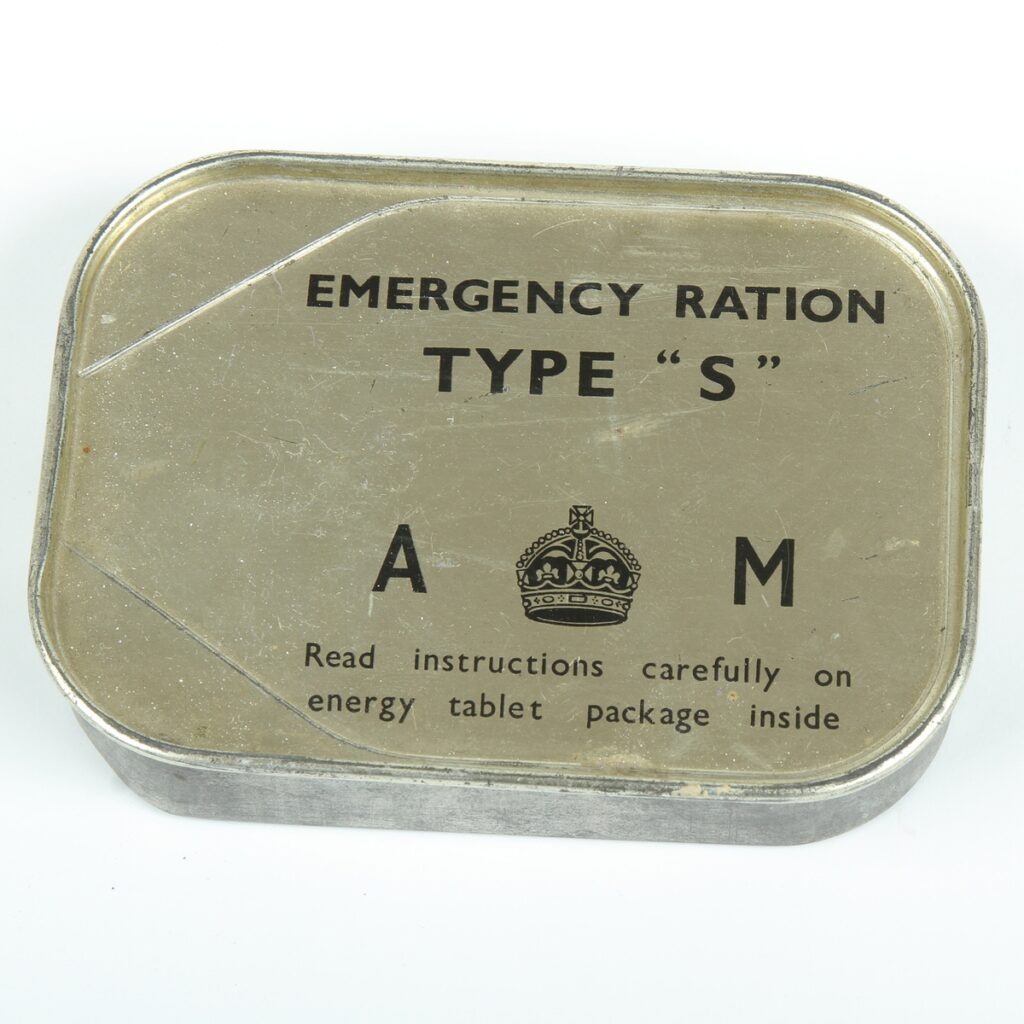 EMERGENCY RATION
TYPE “S”
A M
Read instructions carefully on
energy tablet package inside